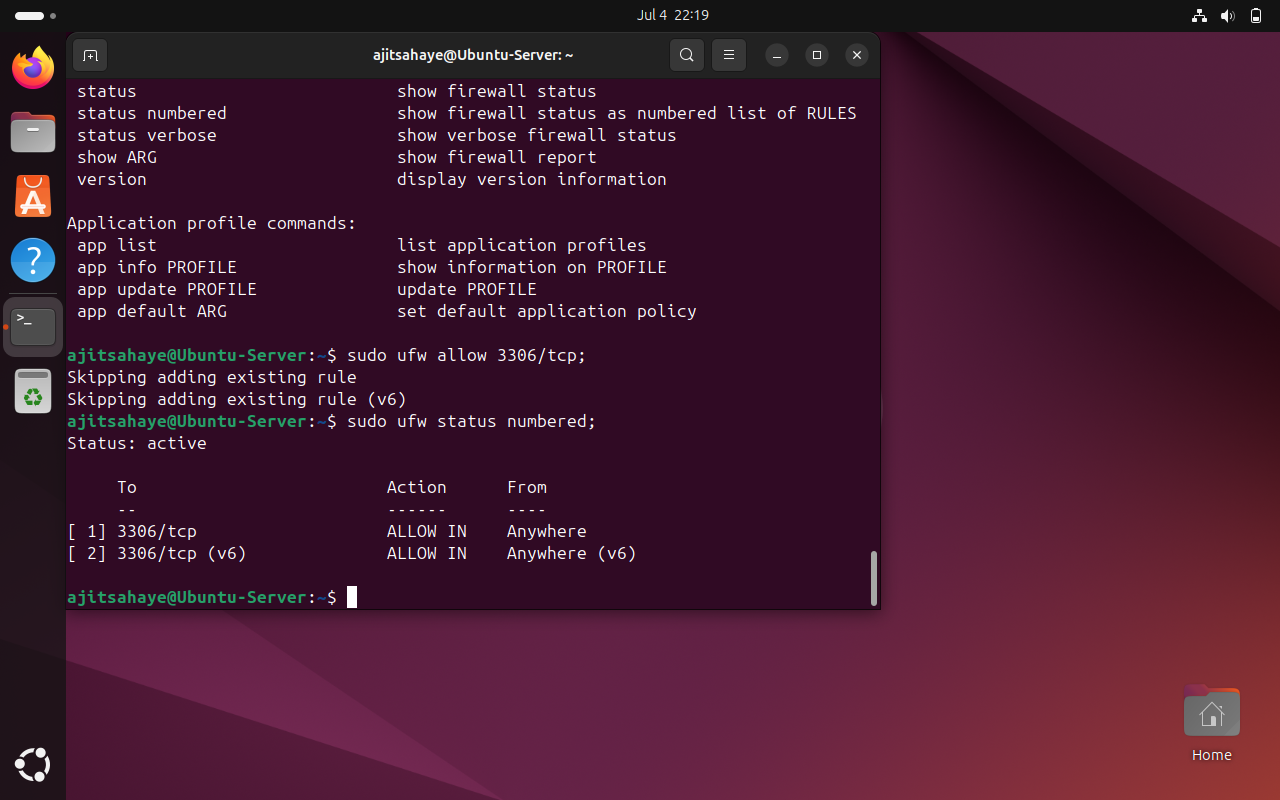 Jul 4 22:19
ajitsahaye@Ubuntu-Server: ~
status show firewall status
status numbered show firewall status as numbered list of RULES
status verbose show verbose firewall status
show ARG show firewall report
version display version information
Application profile commands:
app list list application profiles
app info PROFILE show information on PROFILE
app update PROFILE update PROFILE
app default ARG set default application policy
ajitsahaye@Ubuntu-Server:~$ sudo ufw allow 3306/tcp;
Skipping adding existing rule
Skipping adding existing rule (v6)
ajitsahaye@Ubuntu-Server:~$ sudo ufw status numbered;
Status: active
To Action From
-- ------ ----
[ 1] 3306/tcp ALLOW IN Anywhere
[ 2] 3306/tcp (v6) ALLOW IN Anywhere (v6)
ajitsahaye@Ubuntu-Server:~$
Home